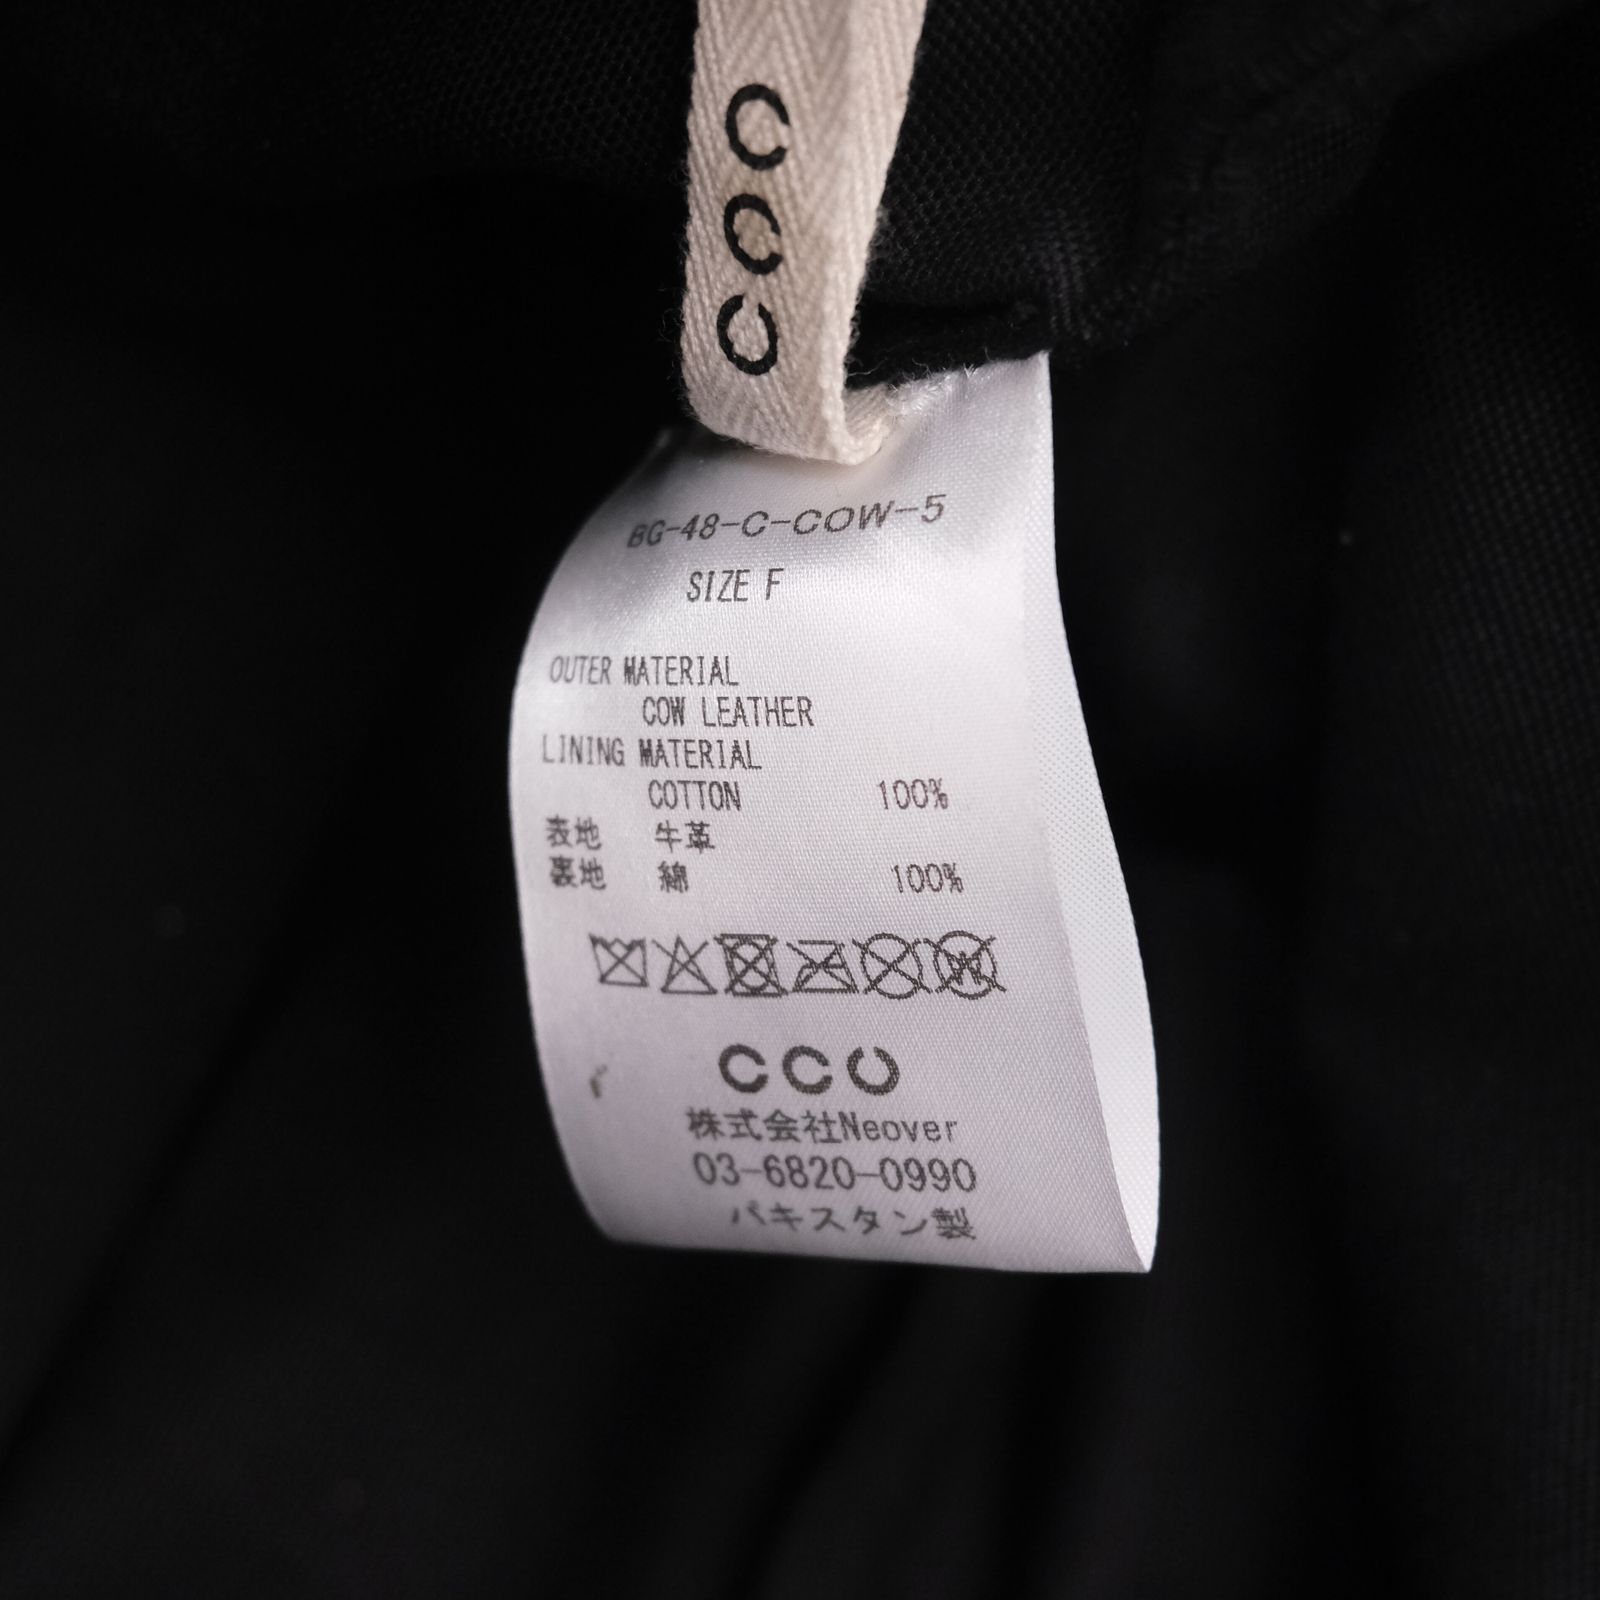 CCC
BG-48-C-COW-5
SIZE F
OUTER MATERIAL
COW LEATHER
LINING MATERIAL
COTTON 100%
表地 牛革
裏地 綿 100%
W
CCU
株式会社Neover
03-6820-0990
パキスタン製